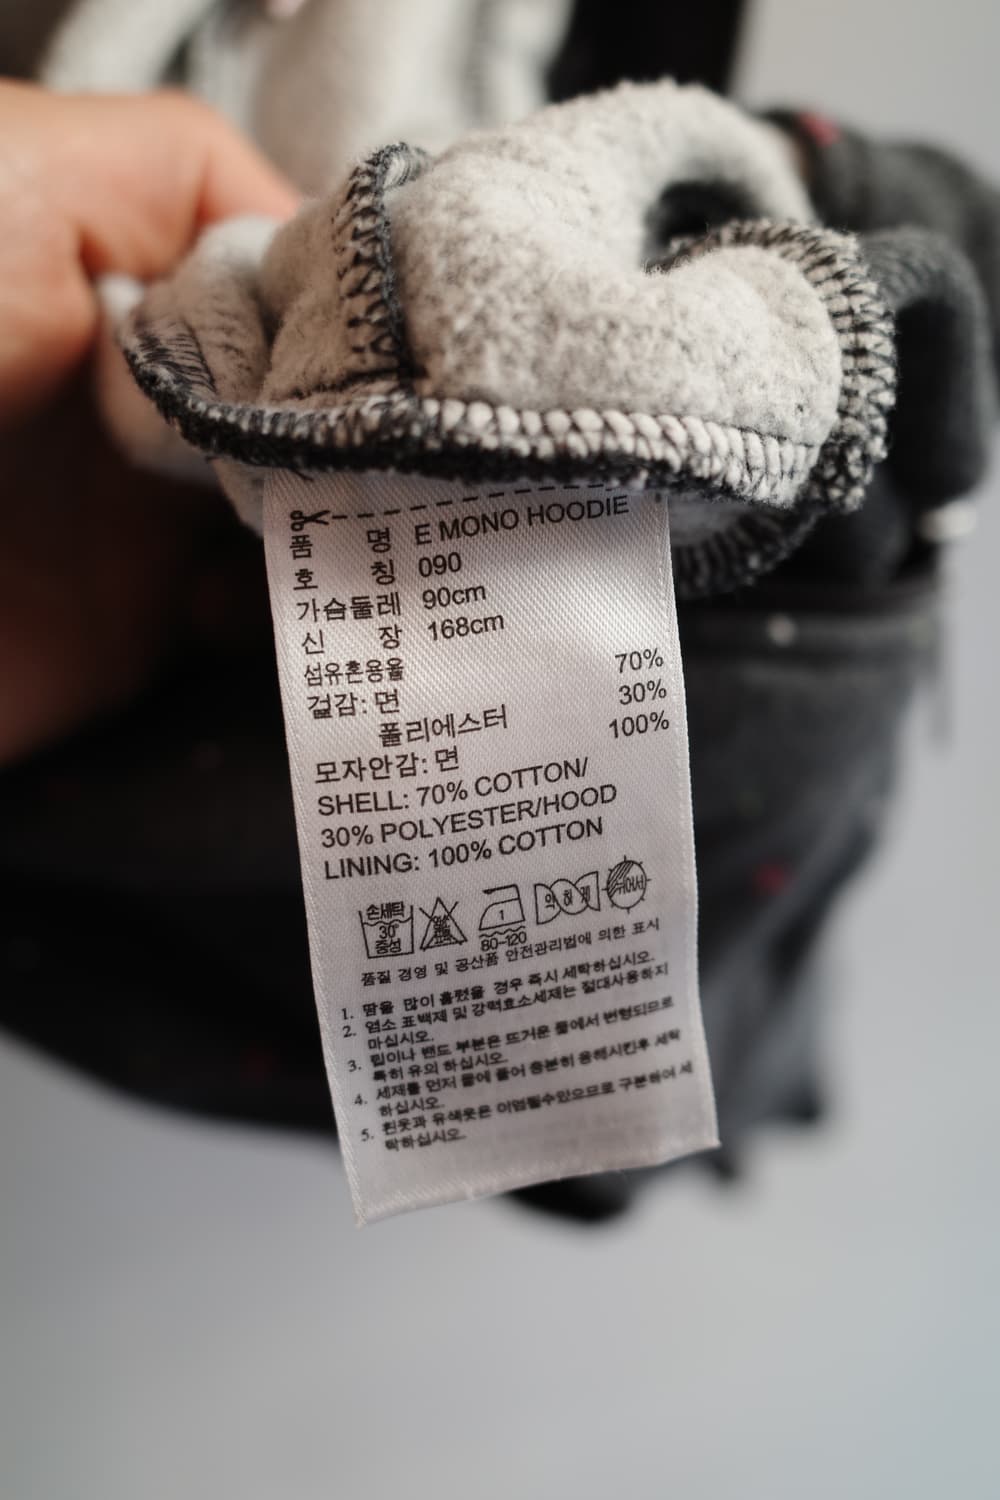 품 명 E MONO HOODIE
호 칭 090
가슴둘레 90cm
신 장 168cm
섬유혼용율
겉감: 면 70%
폴리에스터 30%
모자안감: 면 100%
SHELL: 70% COTTON/
30% POLYESTER/HOOD
LINING: 100% COTTON
손세탁 30° 중성
1 80-120
약하게
뉘어서
품질 경영 및 공산품 안전관리법에 의한 표시
1. 땀을 많이 흘렸을 경우 즉시 세탁하십시오.
2. 염소 표백제 및 강력효소세제는 절대사용하지
마십시오.
3. 립이나 밴드 부분은 뜨거운 물에서 변형되므로
특히 유의 하십시오.
4. 세재를 먼저 물에 풀어 충분히 용해시킨후 세탁
하십시오.
5. 흰옷과 유색옷은 이염될수있으므로 구분하여 세
탁하십시오.